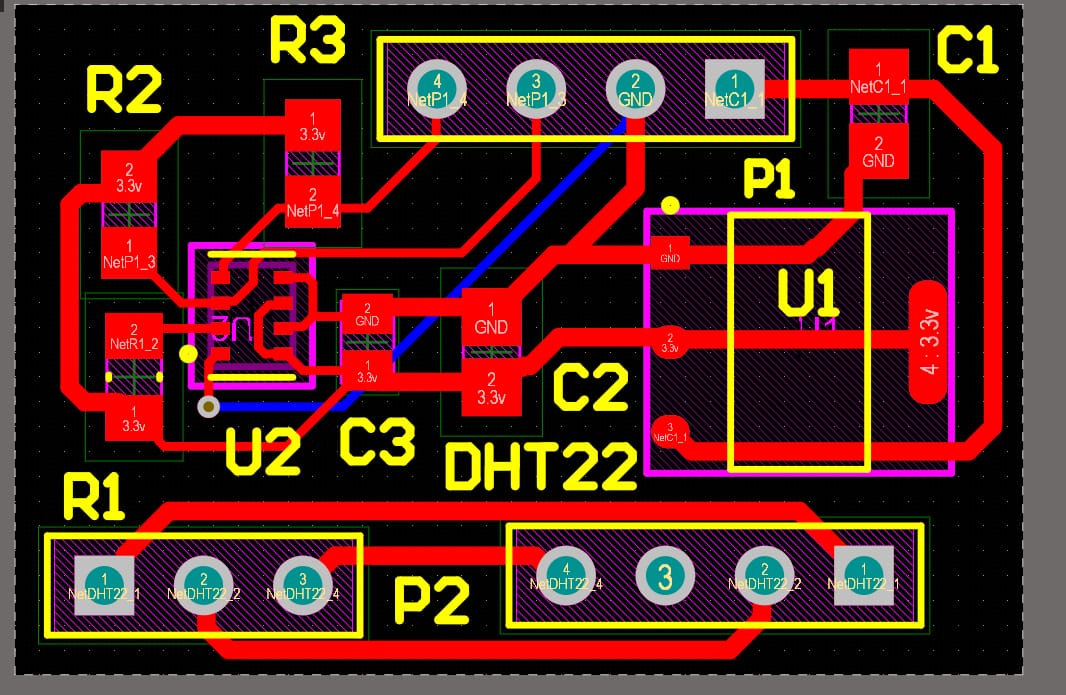 R3
C1
R2
4
NetP1_4
3
NetP1_3
2
GND
1
NetC1_1
1
NetC1_1
2
GND
1
3.3v
2
NetP1_4
2
3.3v
1
NetP1_3
P1
1
GND
U1
U1
2
3.3v
4 : 3.3v
3
NetC1_1
U2
2
GND
1
3.3v
1
GND
2
3.3v
2
NetR1_2
1
3.3v
C2
U2
C3
DHT22
R1
1
NetDHT22_1
2
NetDHT22_2
3
NetDHT22_4
P2
4
NetDHT22_4
3
2
NetDHT22_2
1
NetDHT22_1